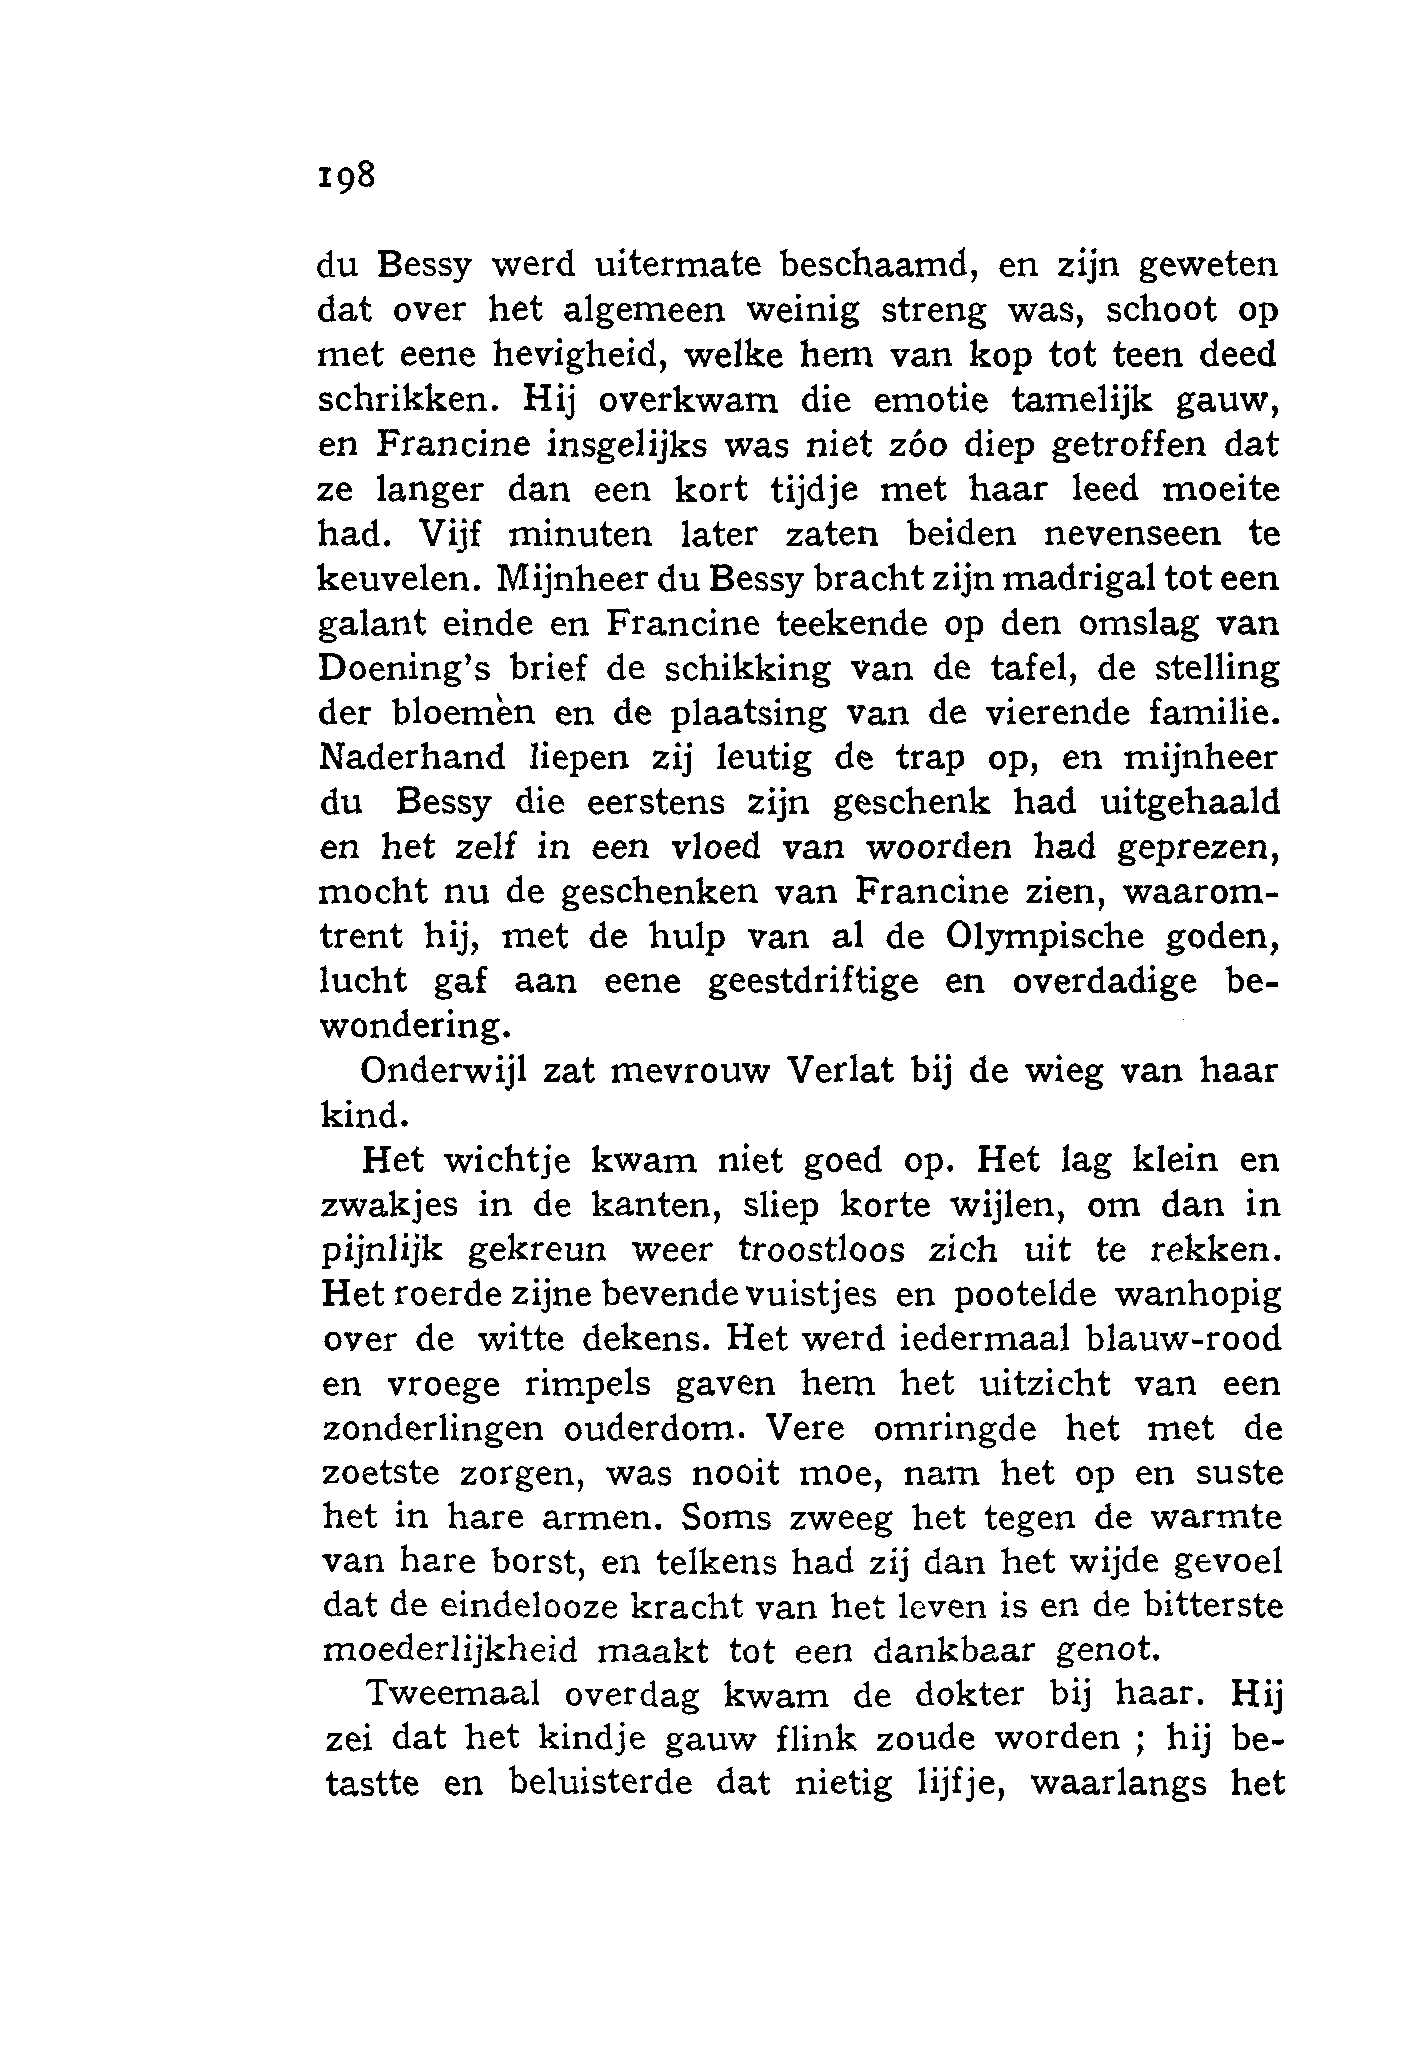 198
du Bessy werd uitermate beschaamd, en zijn geweten
dat over het algemeen weinig streng was, schoot op
met eene hevigheid, welke hem van kop tot teen deed
schrikken. Hij overkwam die emotie tamelijk gauw,
en Francine insgelijks was niet zóo diep getroffen dat
ze langer dan een kort tijdje met haar leed moeite
had. Vijf minuten later zaten beiden nevenseen te
keuvelen. Mijnheer du Bessy bracht zijn madrigal tot een
galant einde en Francine teekende op den omslag van
Doening's brief de schikking van de tafel, de stelling
der bloemèn en de plaatsing van de vierende familie.
Naderhand liepen zij leutig de trap op, en mijnheer
du Bessy die eerstens zijn geschenk had uitgehaald
en het zelf in een vloed van woorden had geprezen,
mocht nu de geschenken van Francine zien, waarom-
trent hij, met de hulp van al de Olympische goden,
lucht gaf aan eene geestdriftige en overdadige be-
wondering.
Onderwijl zat mevrouw Verlat bij de wieg van haar
kind.
Het wichtje kwam niet goed op. Het lag klein en
zwakjes in de kanten, sliep korte wijlen, om dan in
pijnlijk gekreun weer troostloos zich uit te rekken.
Het roerde zijne bevende vuistjes en pootelde wanhopig
over de witte dekens. Het werd iedermaal blauw-rood
en vroege rimpels gaven hem het uitzicht van een
zonderlingen ouderdom. Vere omringde het met de
zoetste zorgen, was nooit moe, nam het op en suste
het in hare armen. Soms zweeg het tegen de warmte
van hare borst, en telkens had zij dan het wijde gevoel
dat de eindelooze kracht van het leven is en de bitterste
moederlijkheid maakt tot een dankbaar genot.
Tweemaal overdag kwam de dokter bij haar. Hij
zei dat het kindje gauw flink zoude worden ; hij be-
tastte en beluisterde dat nietig lijfje, waarlangs het